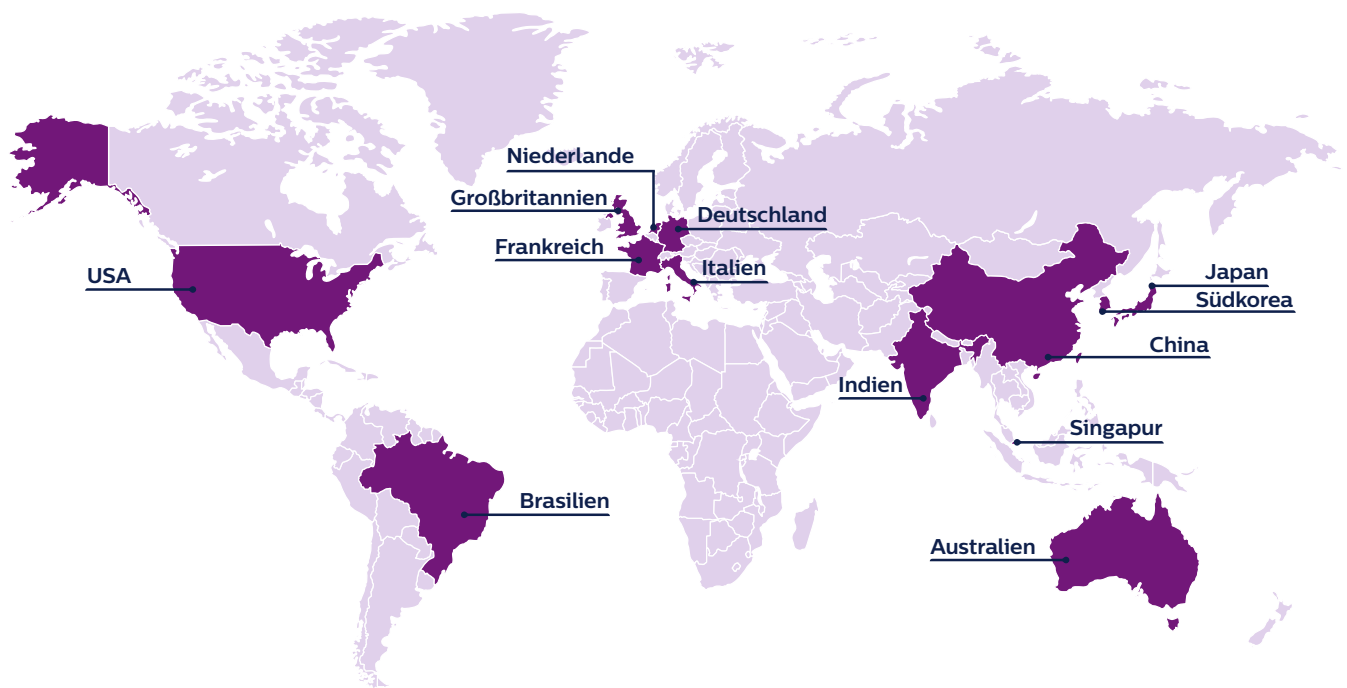 Niederlande
Großbritannien
Deutschland
Frankreich
Italien
USA
Japan
Südkorea
China
Indien
Singapur
Brasilien
Australien